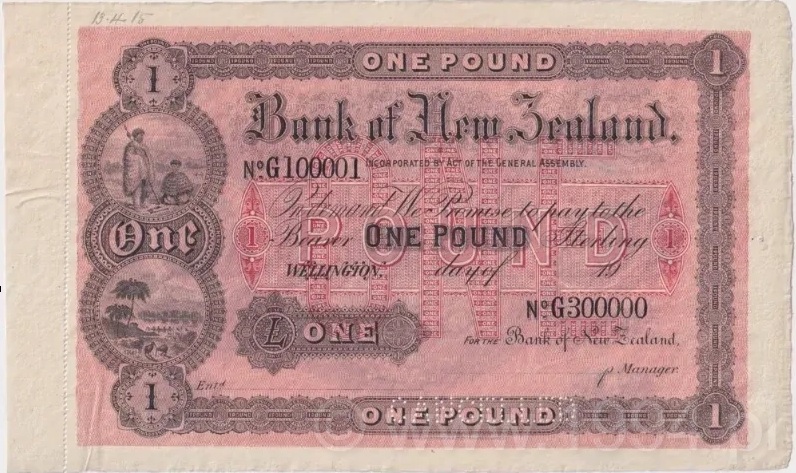 13·4·15
1 ONE POUND 1
Bank of New Zealand.
INCORPORATED BY ACT OF THE GENERAL ASSEMBLY.
No. G100001
On Demand We Promise to pay to the
One 1 POUND 1
Bearer ONE POUND Sterling
WELLINGTON, day of 19
No. G300000
£ ONE
FOR THE Bank of New Zealand.
Entd p Manager
1 ONE POUND 1